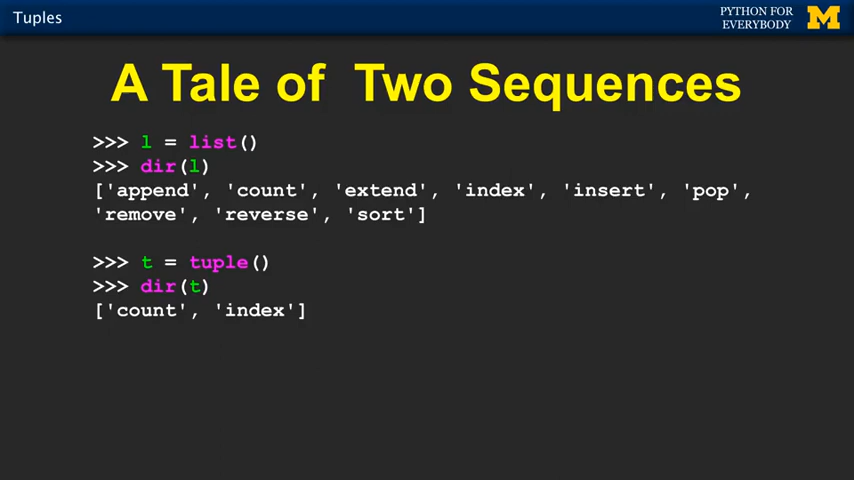 Tuples
PYTHON FOR
EVERYBODY
A Tale of Two Sequences
>>> l = list()
>>> dir(l)
['append', 'count', 'extend', 'index', 'insert', 'pop',
'remove', 'reverse', 'sort']
>>> t = tuple()
>>> dir(t)
['count', 'index']